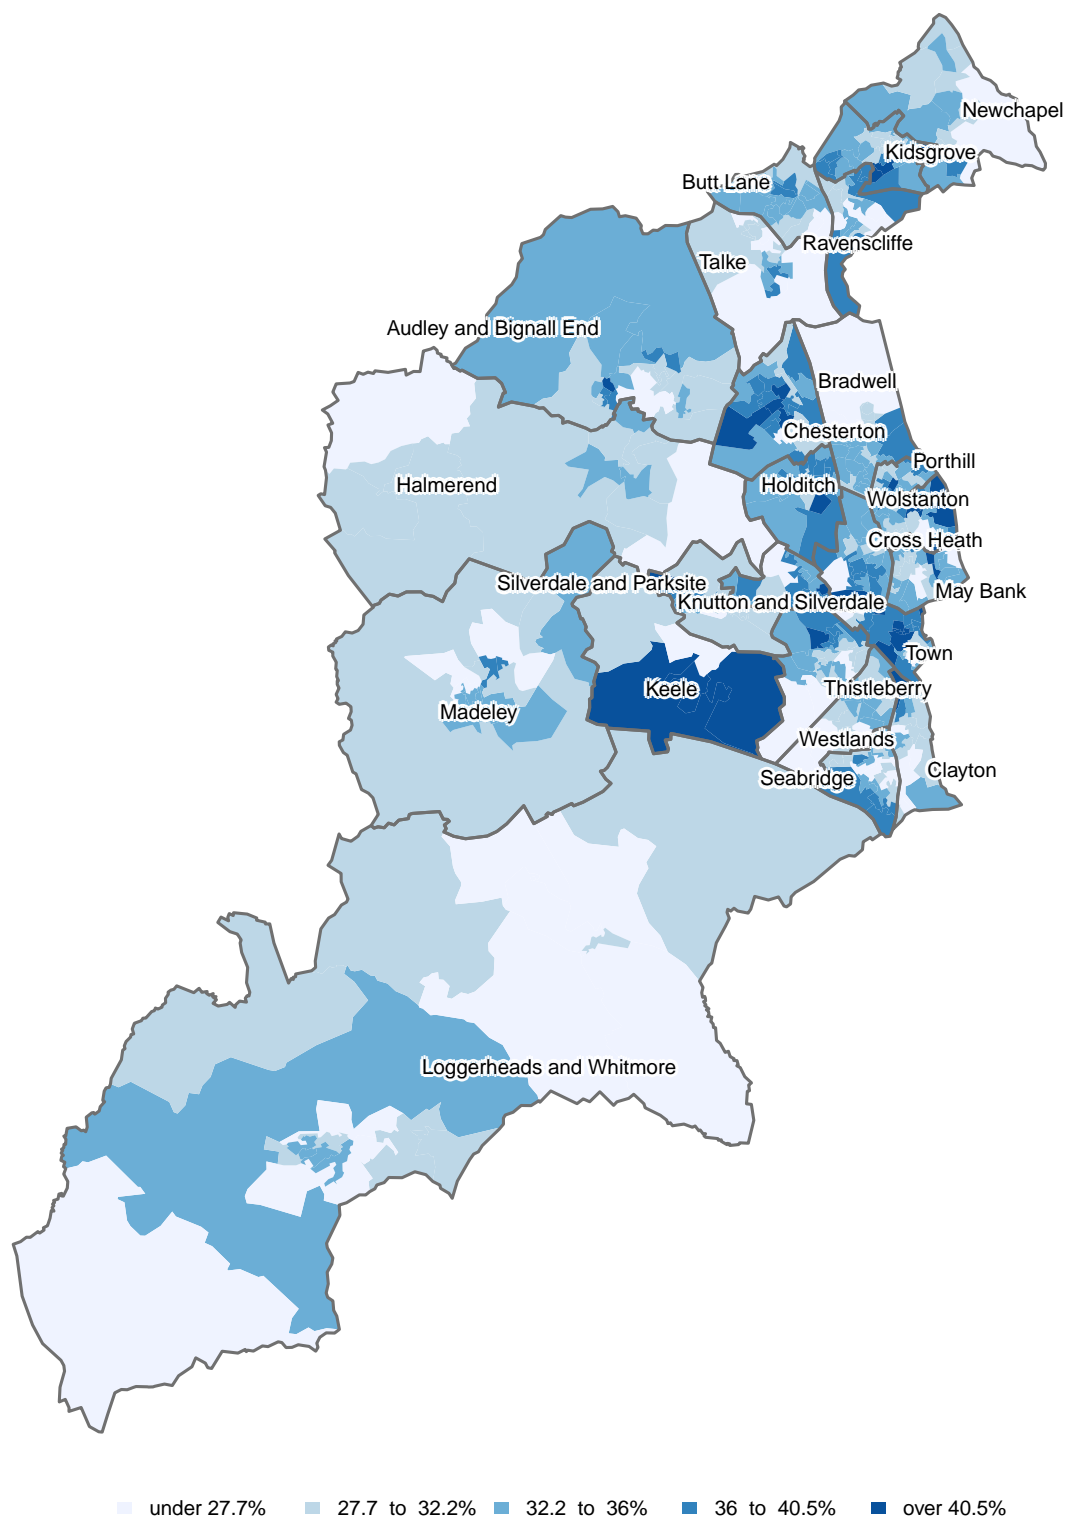 Newchapel
Kidsgrove
Butt Lane
Ravenscliffe
Talke
Audley and Bignall End
Bradwell
Chesterton
Porthill
Halmerend
Holditch
Wolstanton
Cross Heath
Silverdale and Parksite
May Bank
Knutton and Silverdale
Town
Keele
Thistleberry
Madeley
Westlands
Clayton
Seabridge
Loggerheads and Whitmore
under 27.7% 27.7 to 32.2% 32.2 to 36% 36 to 40.5% over 40.5%